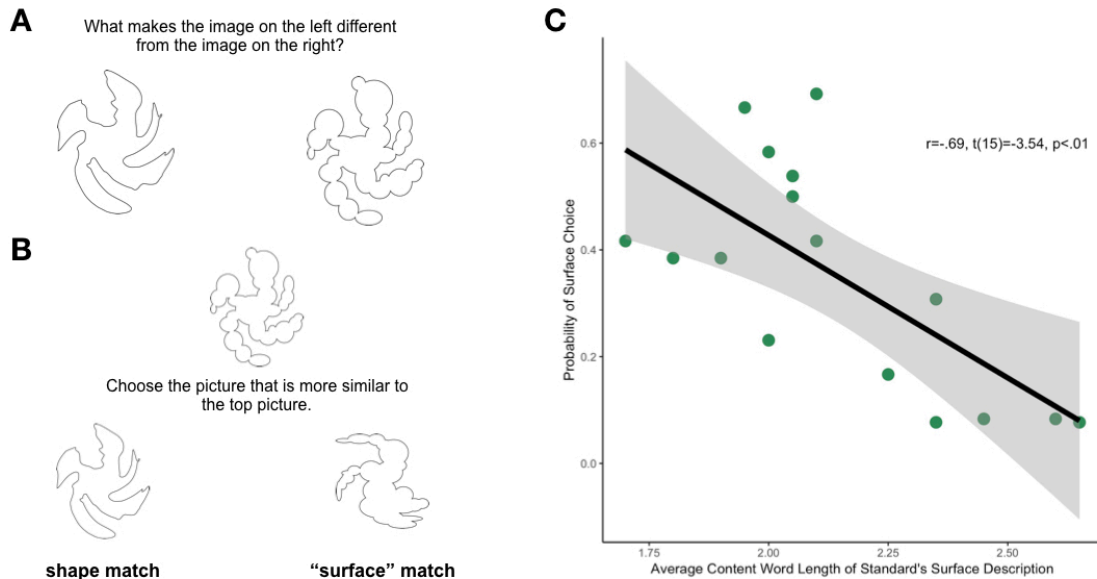 A
What makes the image on the left different
from the image on the right?
B
Choose the picture that is more similar to
the top picture.
shape match
“surface” match
C
Probability of Surface Choice
0.6
0.4
0.2
0.0
r=-.69, t(15)=-3.54, p<.01
1.75
2.00
2.25
2.50
Average Content Word Length of Standard's Surface Description